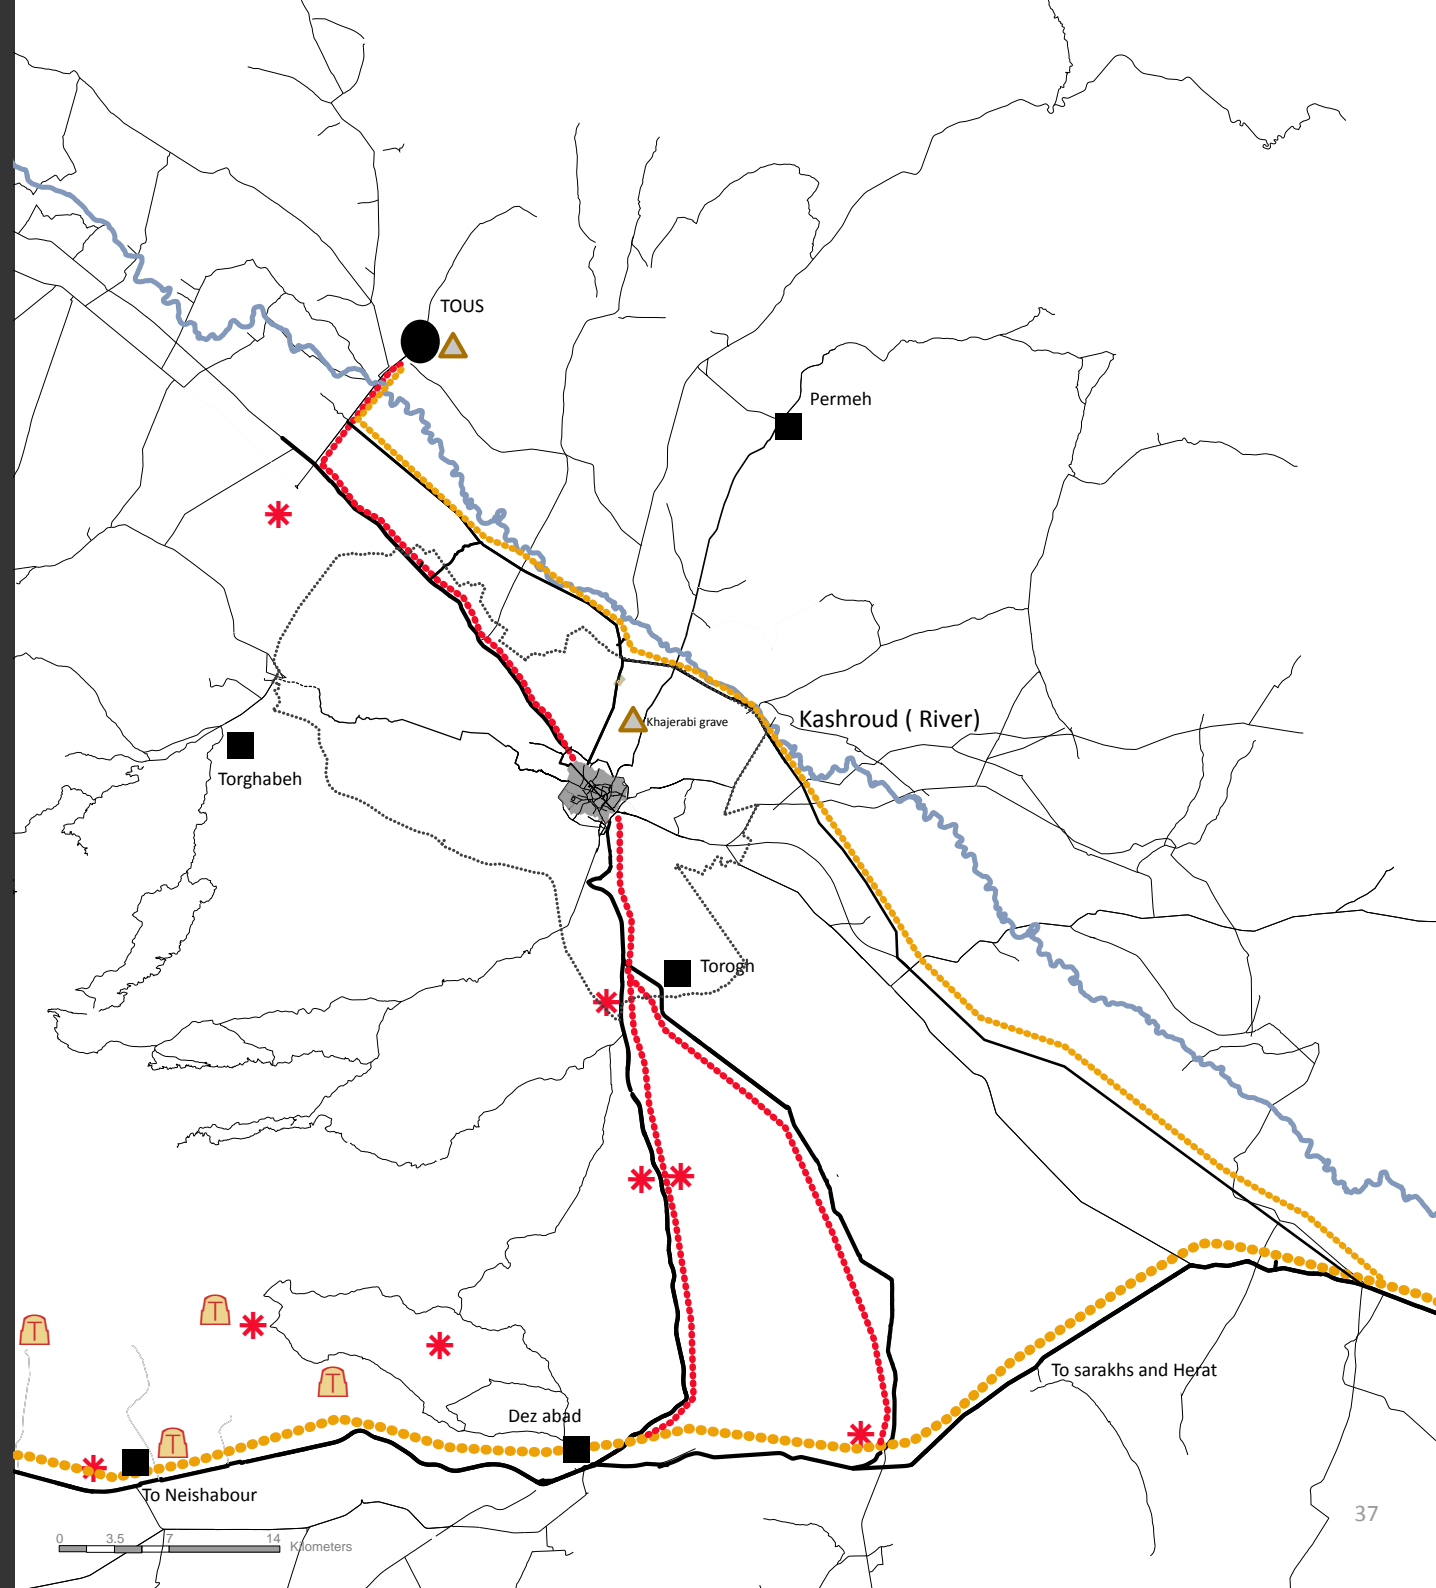 TOUS
Permeh
Khajerabi grave
Kashroud ( River)
Torghabeh
Torogh
To sarakhs and Herat
Dez abad
T
T
T
T
To Neishabour
37
0 3.5 7 14
Kilometers